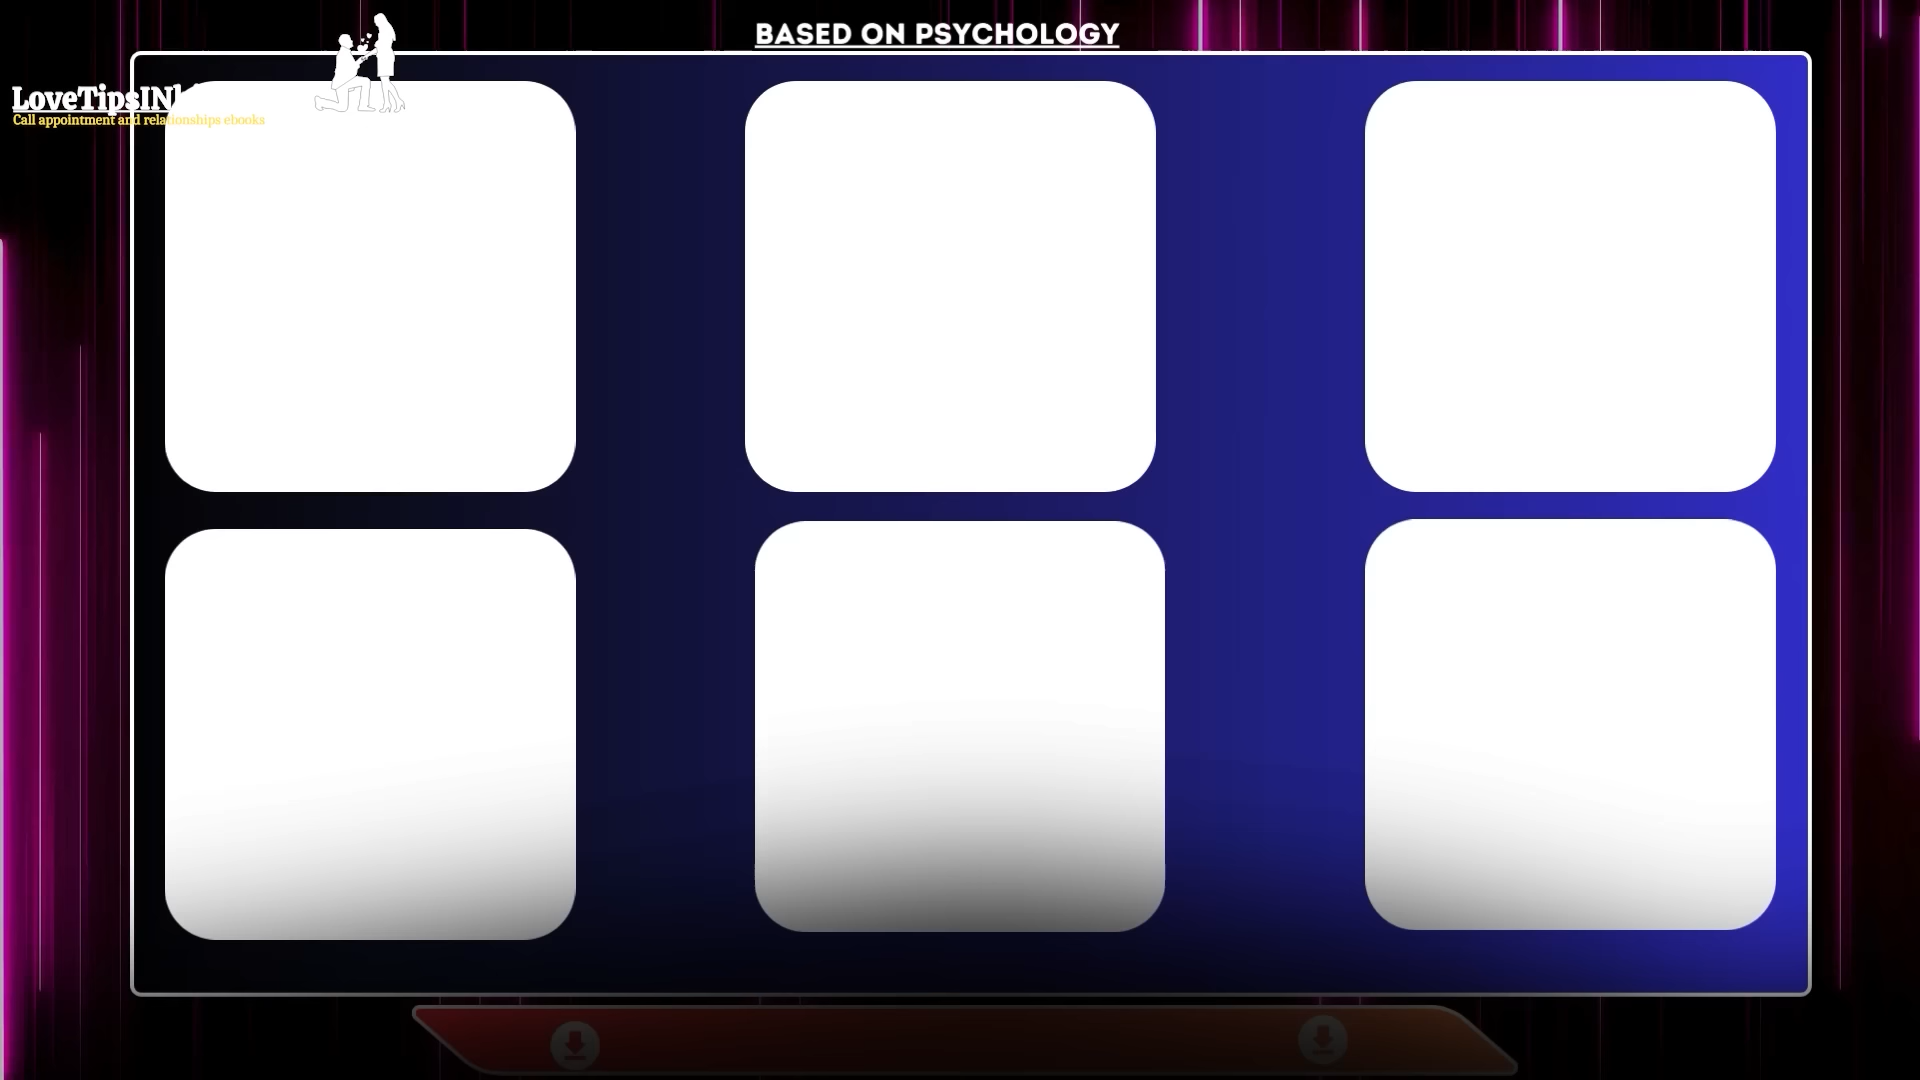 BASED ON PSYCHOLOGY
LoveTipsIN
Call appointment and relationships ebooks